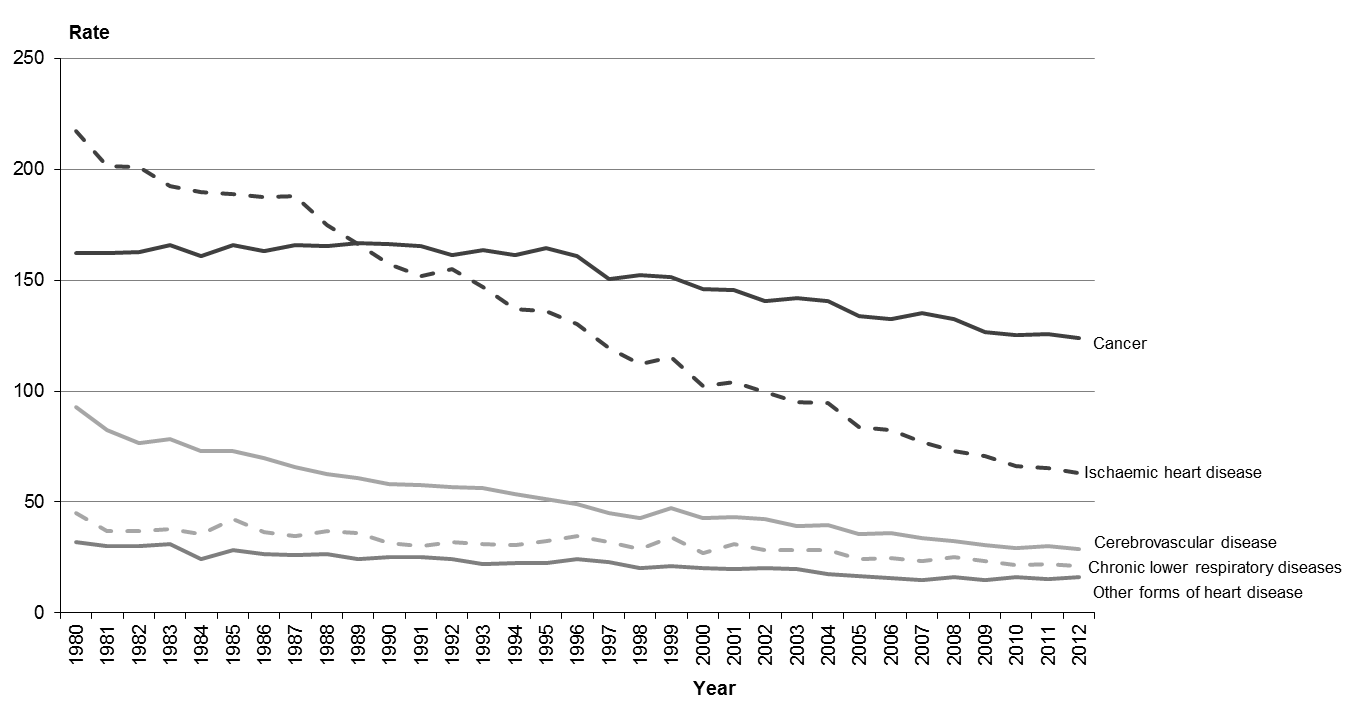 Rate
250
200
150
100
50
0
Cancer
Ischaemic heart disease
Cerebrovascular disease
Chronic lower respiratory diseases
Other forms of heart disease
1980 1981 1982 1983 1984 1985 1986 1987 1988 1989 1990 1991 1992 1993 1994 1995 1996 1997 1998 1999 2000 2001 2002 2003 2004 2005 2006 2007 2008 2009 2010 2011 2012
Year